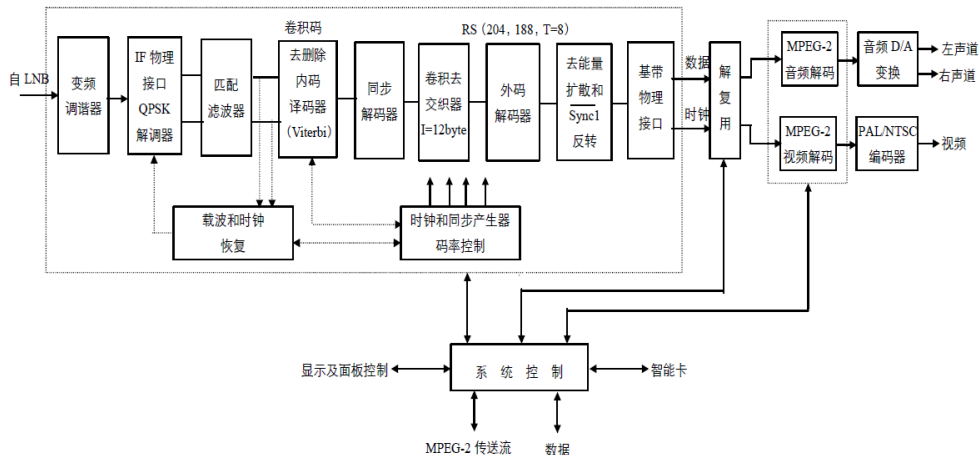 卷积码
RS（204, 188, T=8）
自 LNB
变频
调谐器
IF 物理
接口
QPSK
解调器
匹配
滤波器
去删除
内码
译码器
（Viterbi）
同步
解码器
卷积去
交织器
I=12byte
外码
解码器
去能量
扩散和
Sync1
反转
基带
物理
接口
数据
时钟
解
复
用
MPEG-2
音频解码
音频 D/A
变换
左声道
右声道
MPEG-2
视频解码
PAL/NTSC
编码器
视频
载波和时钟
恢复
时钟和同步产生器
码率控制
显示及面板控制
系 统 控 制
智能卡
MPEG-2 传送流
数据